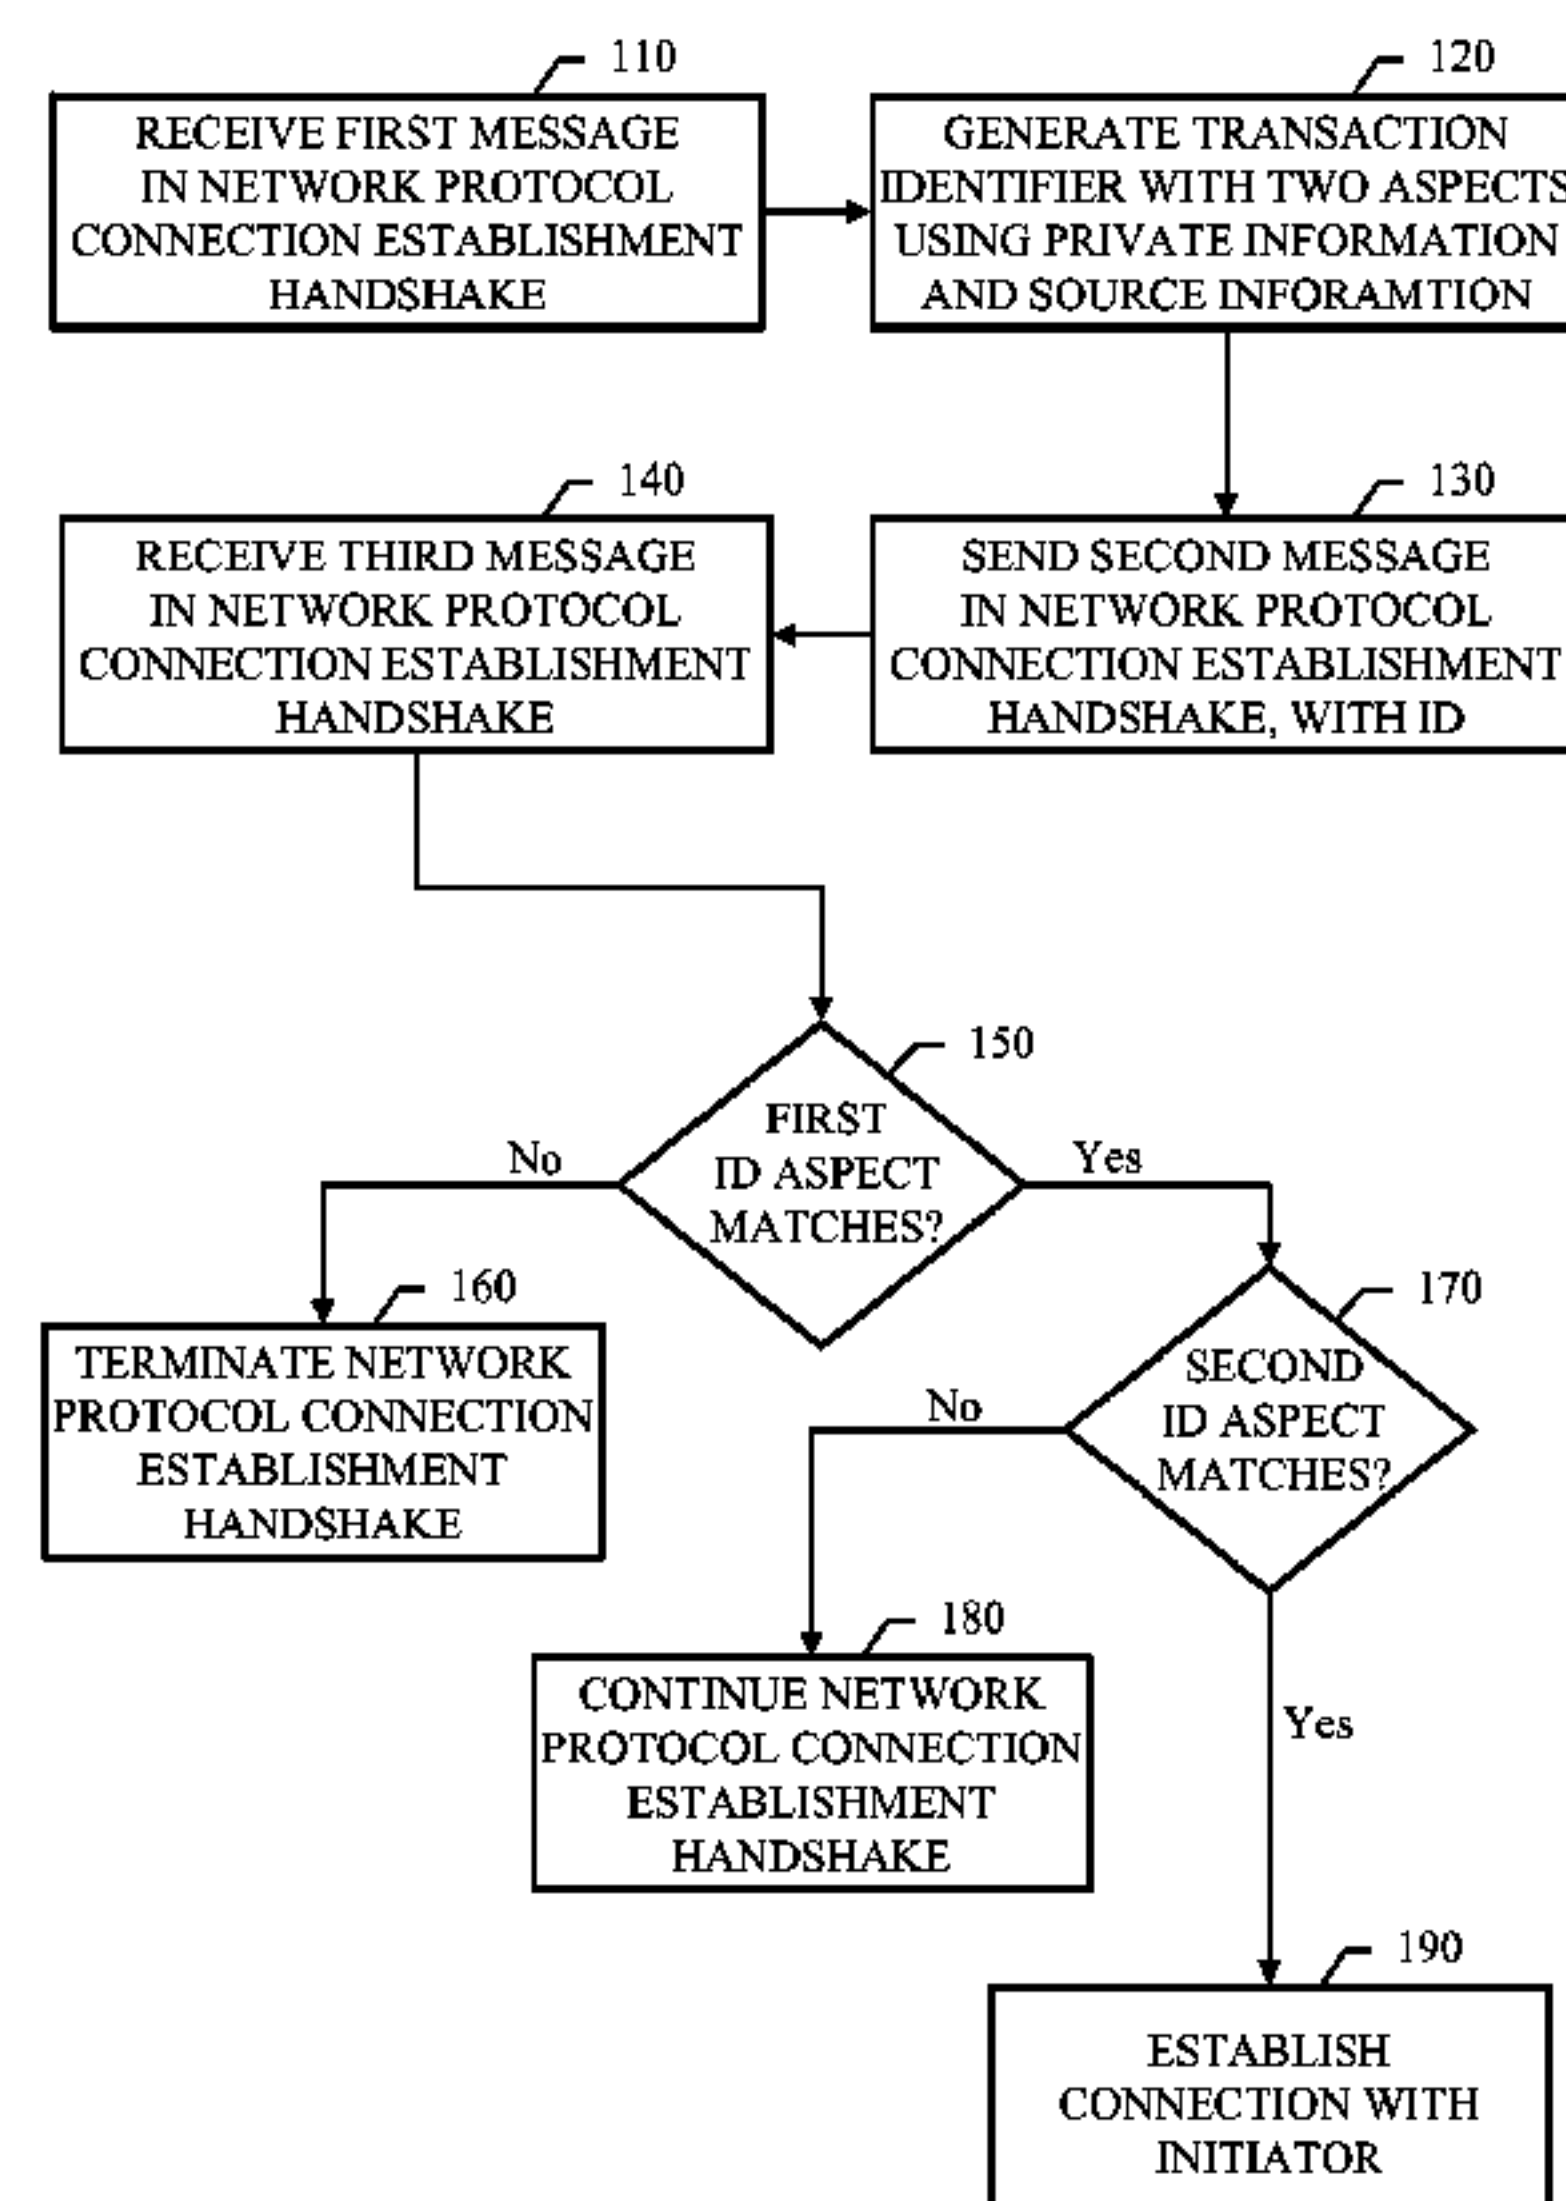 110
RECEIVE FIRST MESSAGE
IN NETWORK PROTOCOL
CONNECTION ESTABLISHMENT
HANDSHAKE
120
GENERATE TRANSACTION
IDENTIFIER WITH TWO ASPECTS
USING PRIVATE INFORMATION
AND SOURCE INFORAMTION
140
RECEIVE THIRD MESSAGE
IN NETWORK PROTOCOL
CONNECTION ESTABLISHMENT
HANDSHAKE
130
SEND SECOND MESSAGE
IN NETWORK PROTOCOL
CONNECTION ESTABLISHMENT
HANDSHAKE, WITH ID
150
FIRST
ID ASPECT
MATCHES?
No
Yes
160
TERMINATE NETWORK
PROTOCOL CONNECTION
ESTABLISHMENT
HANDSHAKE
170
SECOND
ID ASPECT
MATCHES?
No
Yes
180
CONTINUE NETWORK
PROTOCOL CONNECTION
ESTABLISHMENT
HANDSHAKE
190
ESTABLISH
CONNECTION WITH
INITIATOR